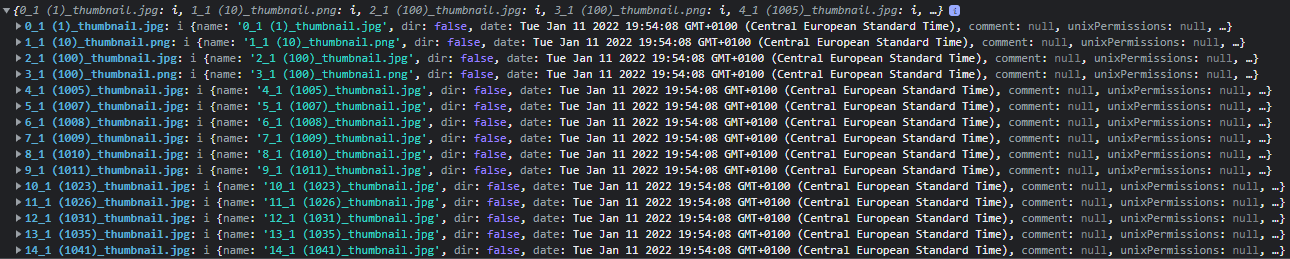 {0_1 (1)_thumbnail.jpg: i, 1_1 (10)_thumbnail.png: i, 2_1 (100)_thumbnail.jpg: i, 3_1 (100)_thumbnail.png: i, 4_1 (1005)_thumbnail.jpg: i, …} i
0_1 (1)_thumbnail.jpg: i {name: '0_1 (1)_thumbnail.jpg', dir: false, date: Tue Jan 11 2022 19:54:08 GMT+0100 (Central European Standard Time), comment: null, unixPermissions: null, …}
1_1 (10)_thumbnail.png: i {name: '1_1 (10)_thumbnail.png', dir: false, date: Tue Jan 11 2022 19:54:08 GMT+0100 (Central European Standard Time), comment: null, unixPermissions: null, …}
2_1 (100)_thumbnail.jpg: i {name: '2_1 (100)_thumbnail.jpg', dir: false, date: Tue Jan 11 2022 19:54:08 GMT+0100 (Central European Standard Time), comment: null, unixPermissions: null, …}
3_1 (100)_thumbnail.png: i {name: '3_1 (100)_thumbnail.png', dir: false, date: Tue Jan 11 2022 19:54:08 GMT+0100 (Central European Standard Time), comment: null, unixPermissions: null, …}
4_1 (1005)_thumbnail.jpg: i {name: '4_1 (1005)_thumbnail.jpg', dir: false, date: Tue Jan 11 2022 19:54:08 GMT+0100 (Central European Standard Time), comment: null, unixPermissions: null, …}
5_1 (1007)_thumbnail.jpg: i {name: '5_1 (1007)_thumbnail.jpg', dir: false, date: Tue Jan 11 2022 19:54:08 GMT+0100 (Central European Standard Time), comment: null, unixPermissions: null, …}
6_1 (1008)_thumbnail.jpg: i {name: '6_1 (1008)_thumbnail.jpg', dir: false, date: Tue Jan 11 2022 19:54:08 GMT+0100 (Central European Standard Time), comment: null, unixPermissions: null, …}
7_1 (1009)_thumbnail.jpg: i {name: '7_1 (1009)_thumbnail.jpg', dir: false, date: Tue Jan 11 2022 19:54:08 GMT+0100 (Central European Standard Time), comment: null, unixPermissions: null, …}
8_1 (1010)_thumbnail.jpg: i {name: '8_1 (1010)_thumbnail.jpg', dir: false, date: Tue Jan 11 2022 19:54:08 GMT+0100 (Central European Standard Time), comment: null, unixPermissions: null, …}
9_1 (1011)_thumbnail.jpg: i {name: '9_1 (1011)_thumbnail.jpg', dir: false, date: Tue Jan 11 2022 19:54:08 GMT+0100 (Central European Standard Time), comment: null, unixPermissions: null, …}
10_1 (1023)_thumbnail.jpg: i {name: '10_1 (1023)_thumbnail.jpg', dir: false, date: Tue Jan 11 2022 19:54:08 GMT+0100 (Central European Standard Time), comment: null, unixPermissions: null, …}
11_1 (1026)_thumbnail.jpg: i {name: '11_1 (1026)_thumbnail.jpg', dir: false, date: Tue Jan 11 2022 19:54:08 GMT+0100 (Central European Standard Time), comment: null, unixPermissions: null, …}
12_1 (1031)_thumbnail.jpg: i {name: '12_1 (1031)_thumbnail.jpg', dir: false, date: Tue Jan 11 2022 19:54:08 GMT+0100 (Central European Standard Time), comment: null, unixPermissions: null, …}
13_1 (1035)_thumbnail.jpg: i {name: '13_1 (1035)_thumbnail.jpg', dir: false, date: Tue Jan 11 2022 19:54:08 GMT+0100 (Central European Standard Time), comment: null, unixPermissions: null, …}
14_1 (1041)_thumbnail.jpg: i {name: '14_1 (1041)_thumbnail.jpg', dir: false, date: Tue Jan 11 2022 19:54:08 GMT+0100 (Central European Standard Time), comment: null, unixPermissions: null, …}